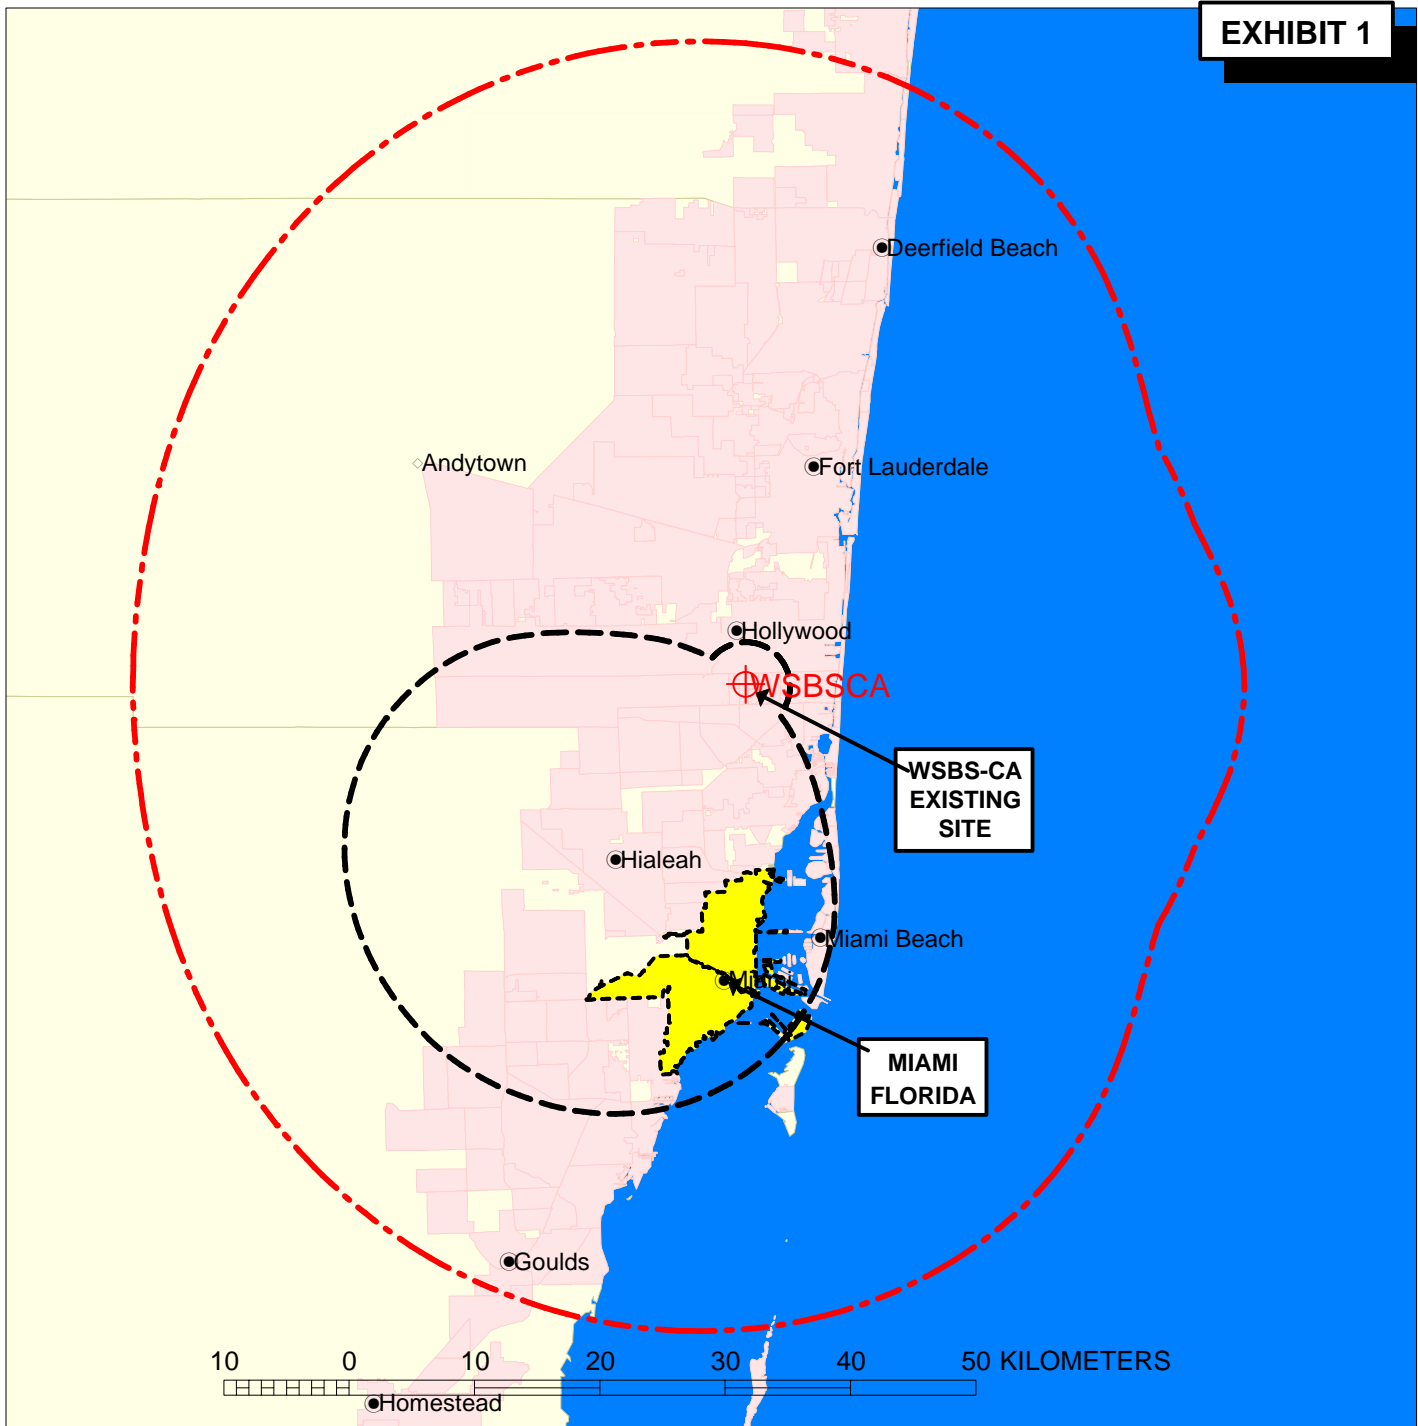 EXHIBIT 1
Deerfield Beach
Andytown
Fort Lauderdale
Hollywood
WSBSCA
WSBS-CA
EXISTING
SITE
Hialeah
Miami Beach
Miami
MIAMI
FLORIDA
Goulds
10 0 10 20 30 40 50 KILOMETERS
Homestead